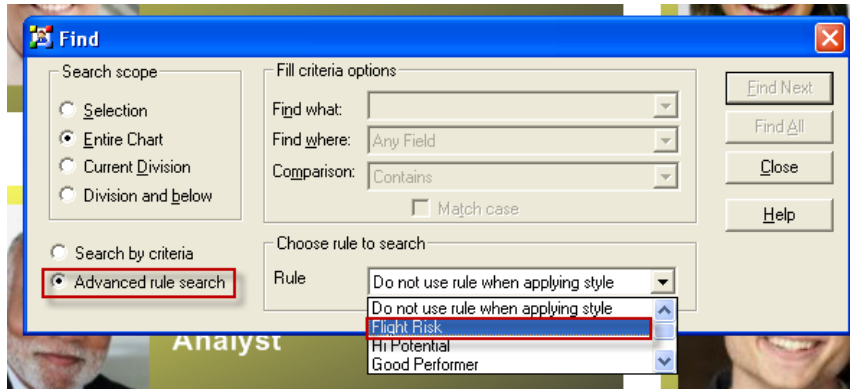 Find
Search scope
Selection
Entire Chart
Current Division
Division and below
Search by criteria
Advanced rule search
Fill criteria options
Find what:
Find where: Any Field
Comparison: Contains
Match case
Choose rule to search
Rule Do not use rule when applying style
Do not use rule when applying style
Flight Risk
Hi Potential
Good Performer
Find Next
Find All
Close
Help
Analyst